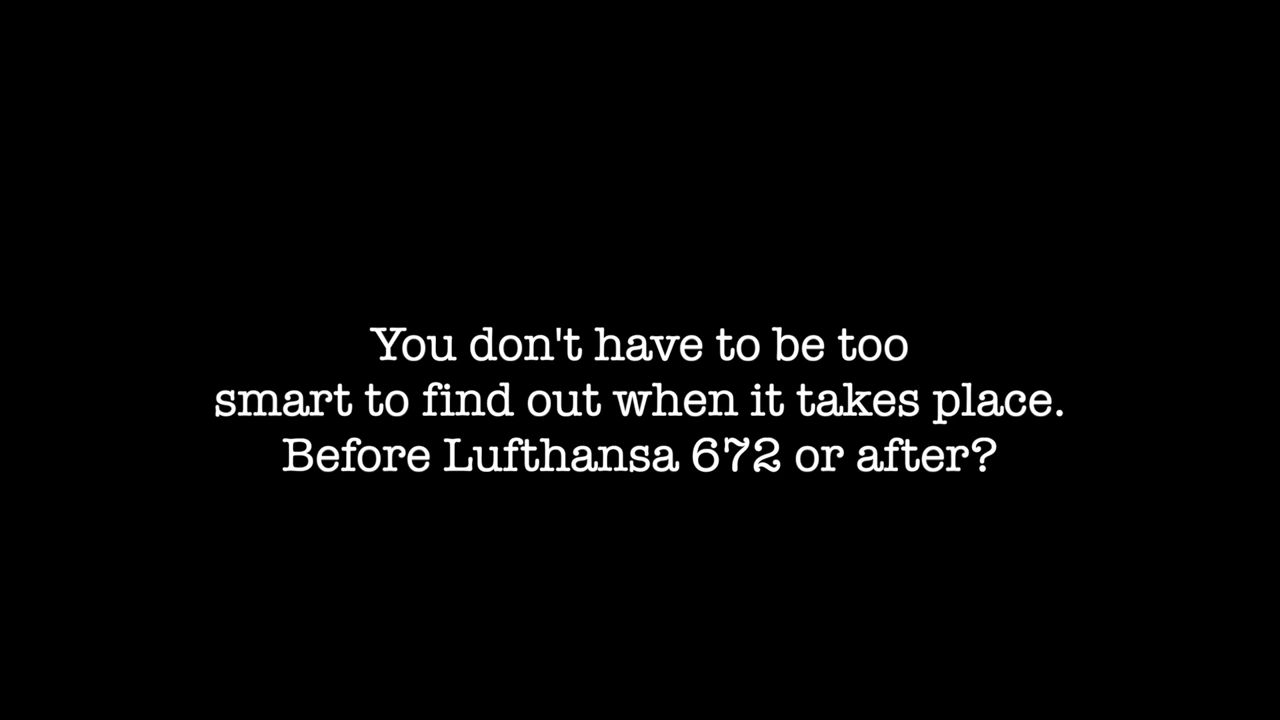 You don't have to be too
smart to find out when it takes place.
Before Lufthansa 672 or after?